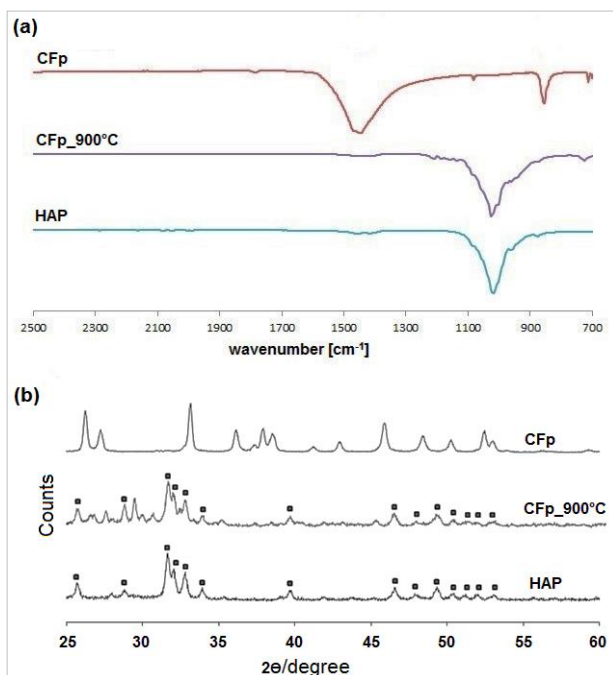 (a)
CFp
CFp_900°C
HAP
2500 2300 2100 1900 1700 1500 1300 1100 900 700
wavenumber [cm⁻¹]
(b)
CFp
CFp_900°C
HAP
Counts
25 30 35 40 45 50 55 60
2Θ/degree